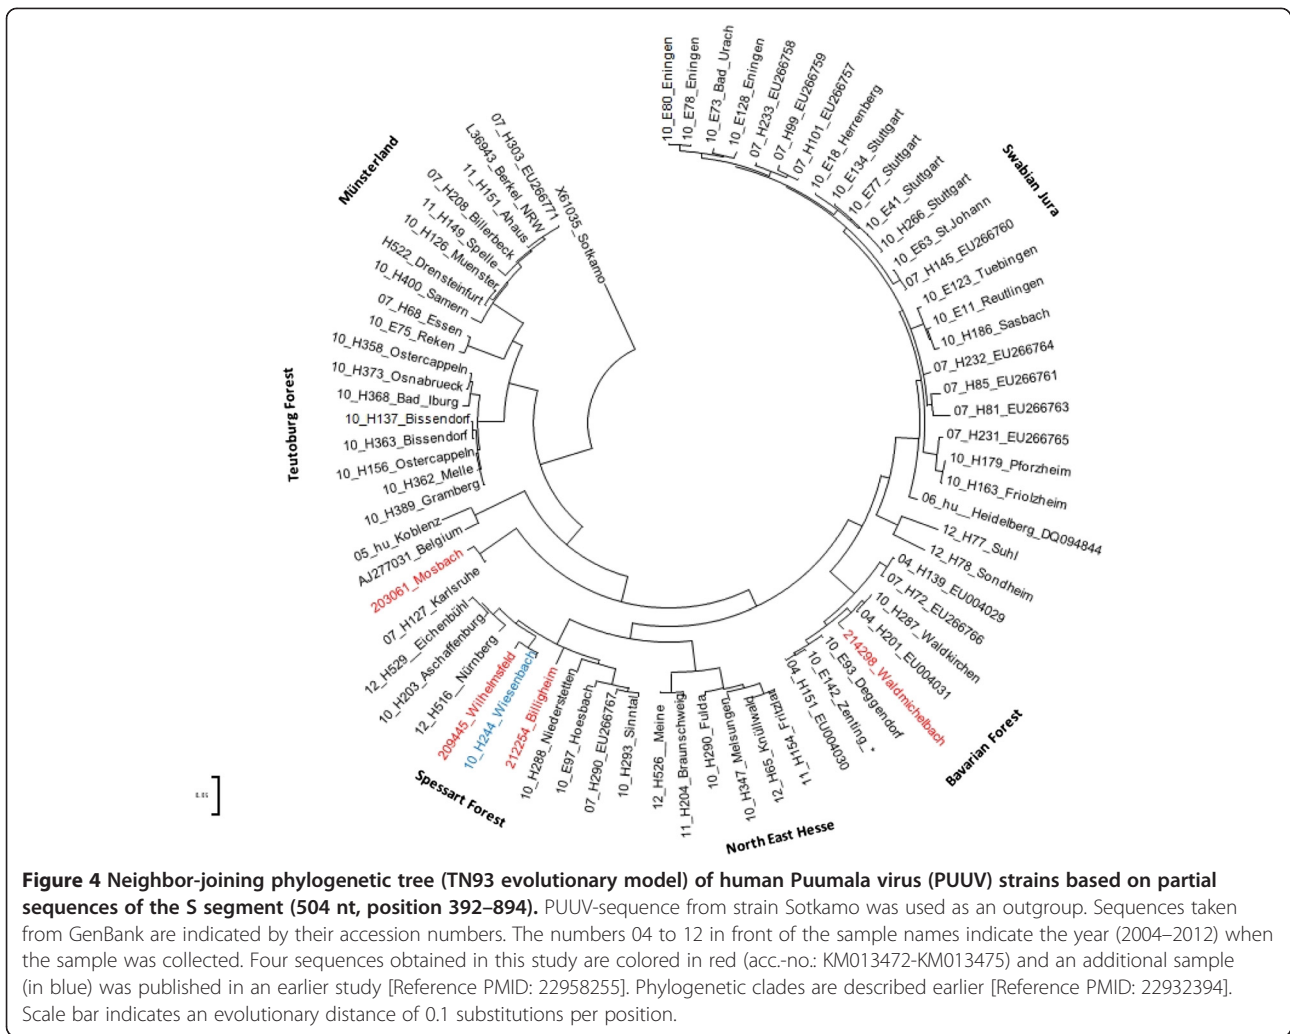 10_E80_Eningen
10_E78_Eningen
10_E73_Bad_Urach
10_E128_Eningen
07_H233_EU266758
07_H99_EU266759
07_H101_EU266757
10_E18_Herrenberg
10_E134_Stuttgart
10_E77_Stuttgart
10_E41_Stuttgart
10_H266_Stuttgart
10_E63_St.Johann
07_H145_EU266760
10_E123_Tuebingen
10_E11_Reutlingen
10_H186_Sasbach
07_H232_EU266764
07_H85_EU266761
07_H81_EU266763
07_H231_EU266765
10_H179_Pforzheim
10_H163_Friolzheim
06_hu__Heidelberg_DQ094844
Swabian Jura
12_H77_Suhl
12_H78_Sondheim
04_H139_EU004029
07_H72_EU266766
10_H287_Waldkirchen
04_H201_EU004031
214298_Waldmichelbach
10_E93_Deggendorf
10_E142_Zenting_*
04_H151_EU004030
Bavarian Forest
11_H154_Fritzlar
12_H65_Knüllwald
10_H347_Melsungen
10_H290_Fulda
11_H204_Braunschweig
12_H526__Meine
North East Hesse
10_H293_Sinntal
07_H290_EU266767
10_E97_Hoesbach
10_H288_Niederstetten
212254_Billigheim
10_H244_Wiesenbach
209445_Wilhelmsfeld
12_H516__Nürnberg
10_H203_Aschaffenburg
12_H529__Eichenbühl
Spessart Forest
07_H127_Karlsruhe
203061_Mosbach
AJ277031_Belgium
05_hu_Koblenz
10_H389_Gramberg
10_H362_Melle
10_H156_Ostercappeln
10_H363_Bissendorf
10_H137_Bissendorf
10_H368_Bad_Iburg
10_H373_Osnabrueck
10_H358_Ostercappeln
Teutoburg Forest
10_E75_Reken
07_H68_Essen
10_H400_Samern
H522_Drensteinfurt
10_H126_Muenster
11_H149_Spelle
07_H208_Billerbeck
11_H151_Ahaus
L36943_Berkel_NRW
07_H303_EU266771
Münsterland
X61035_Sotkamo
Figure 4 Neighbor-joining phylogenetic tree (TN93 evolutionary model) of human Puumala virus (PUUV) strains based on partial
sequences of the S segment (504 nt, position 392–894). PUUV-sequence from strain Sotkamo was used as an outgroup. Sequences taken
from GenBank are indicated by their accession numbers. The numbers 04 to 12 in front of the sample names indicate the year (2004–2012) when
the sample was collected. Four sequences obtained in this study are colored in red (acc.-no.: KM013472-KM013475) and an additional sample
(in blue) was published in an earlier study [Reference PMID: 22958255]. Phylogenetic clades are described earlier [Reference PMID: 22932394].
Scale bar indicates an evolutionary distance of 0.1 substitutions per position.